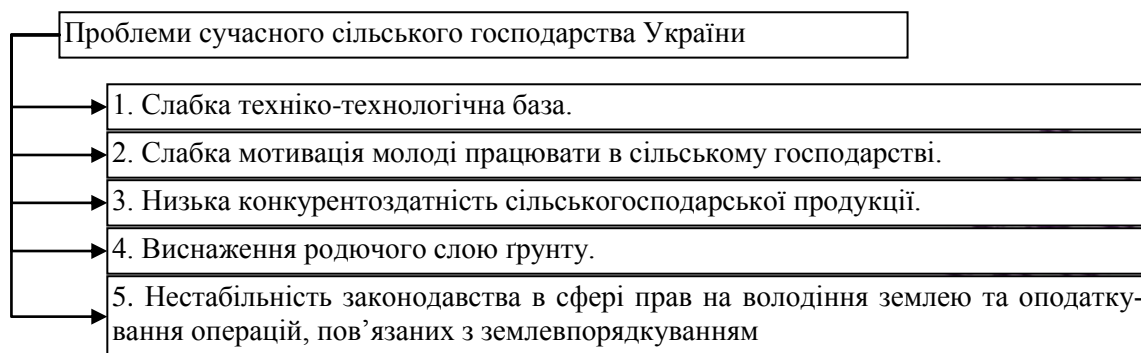 Проблеми сучасного сільського господарства України
1. Слабка техніко-технологічна база.
2. Слабка мотивація молоді працювати в сільському господарстві.
3. Низька конкурентоздатність сільськогосподарської продукції.
4. Виснаження родючого слою ґрунту.
5. Нестабільність законодавства в сфері прав на володіння землею та оподатку-
вання операцій, пов’язаних з землевпорядкуванням